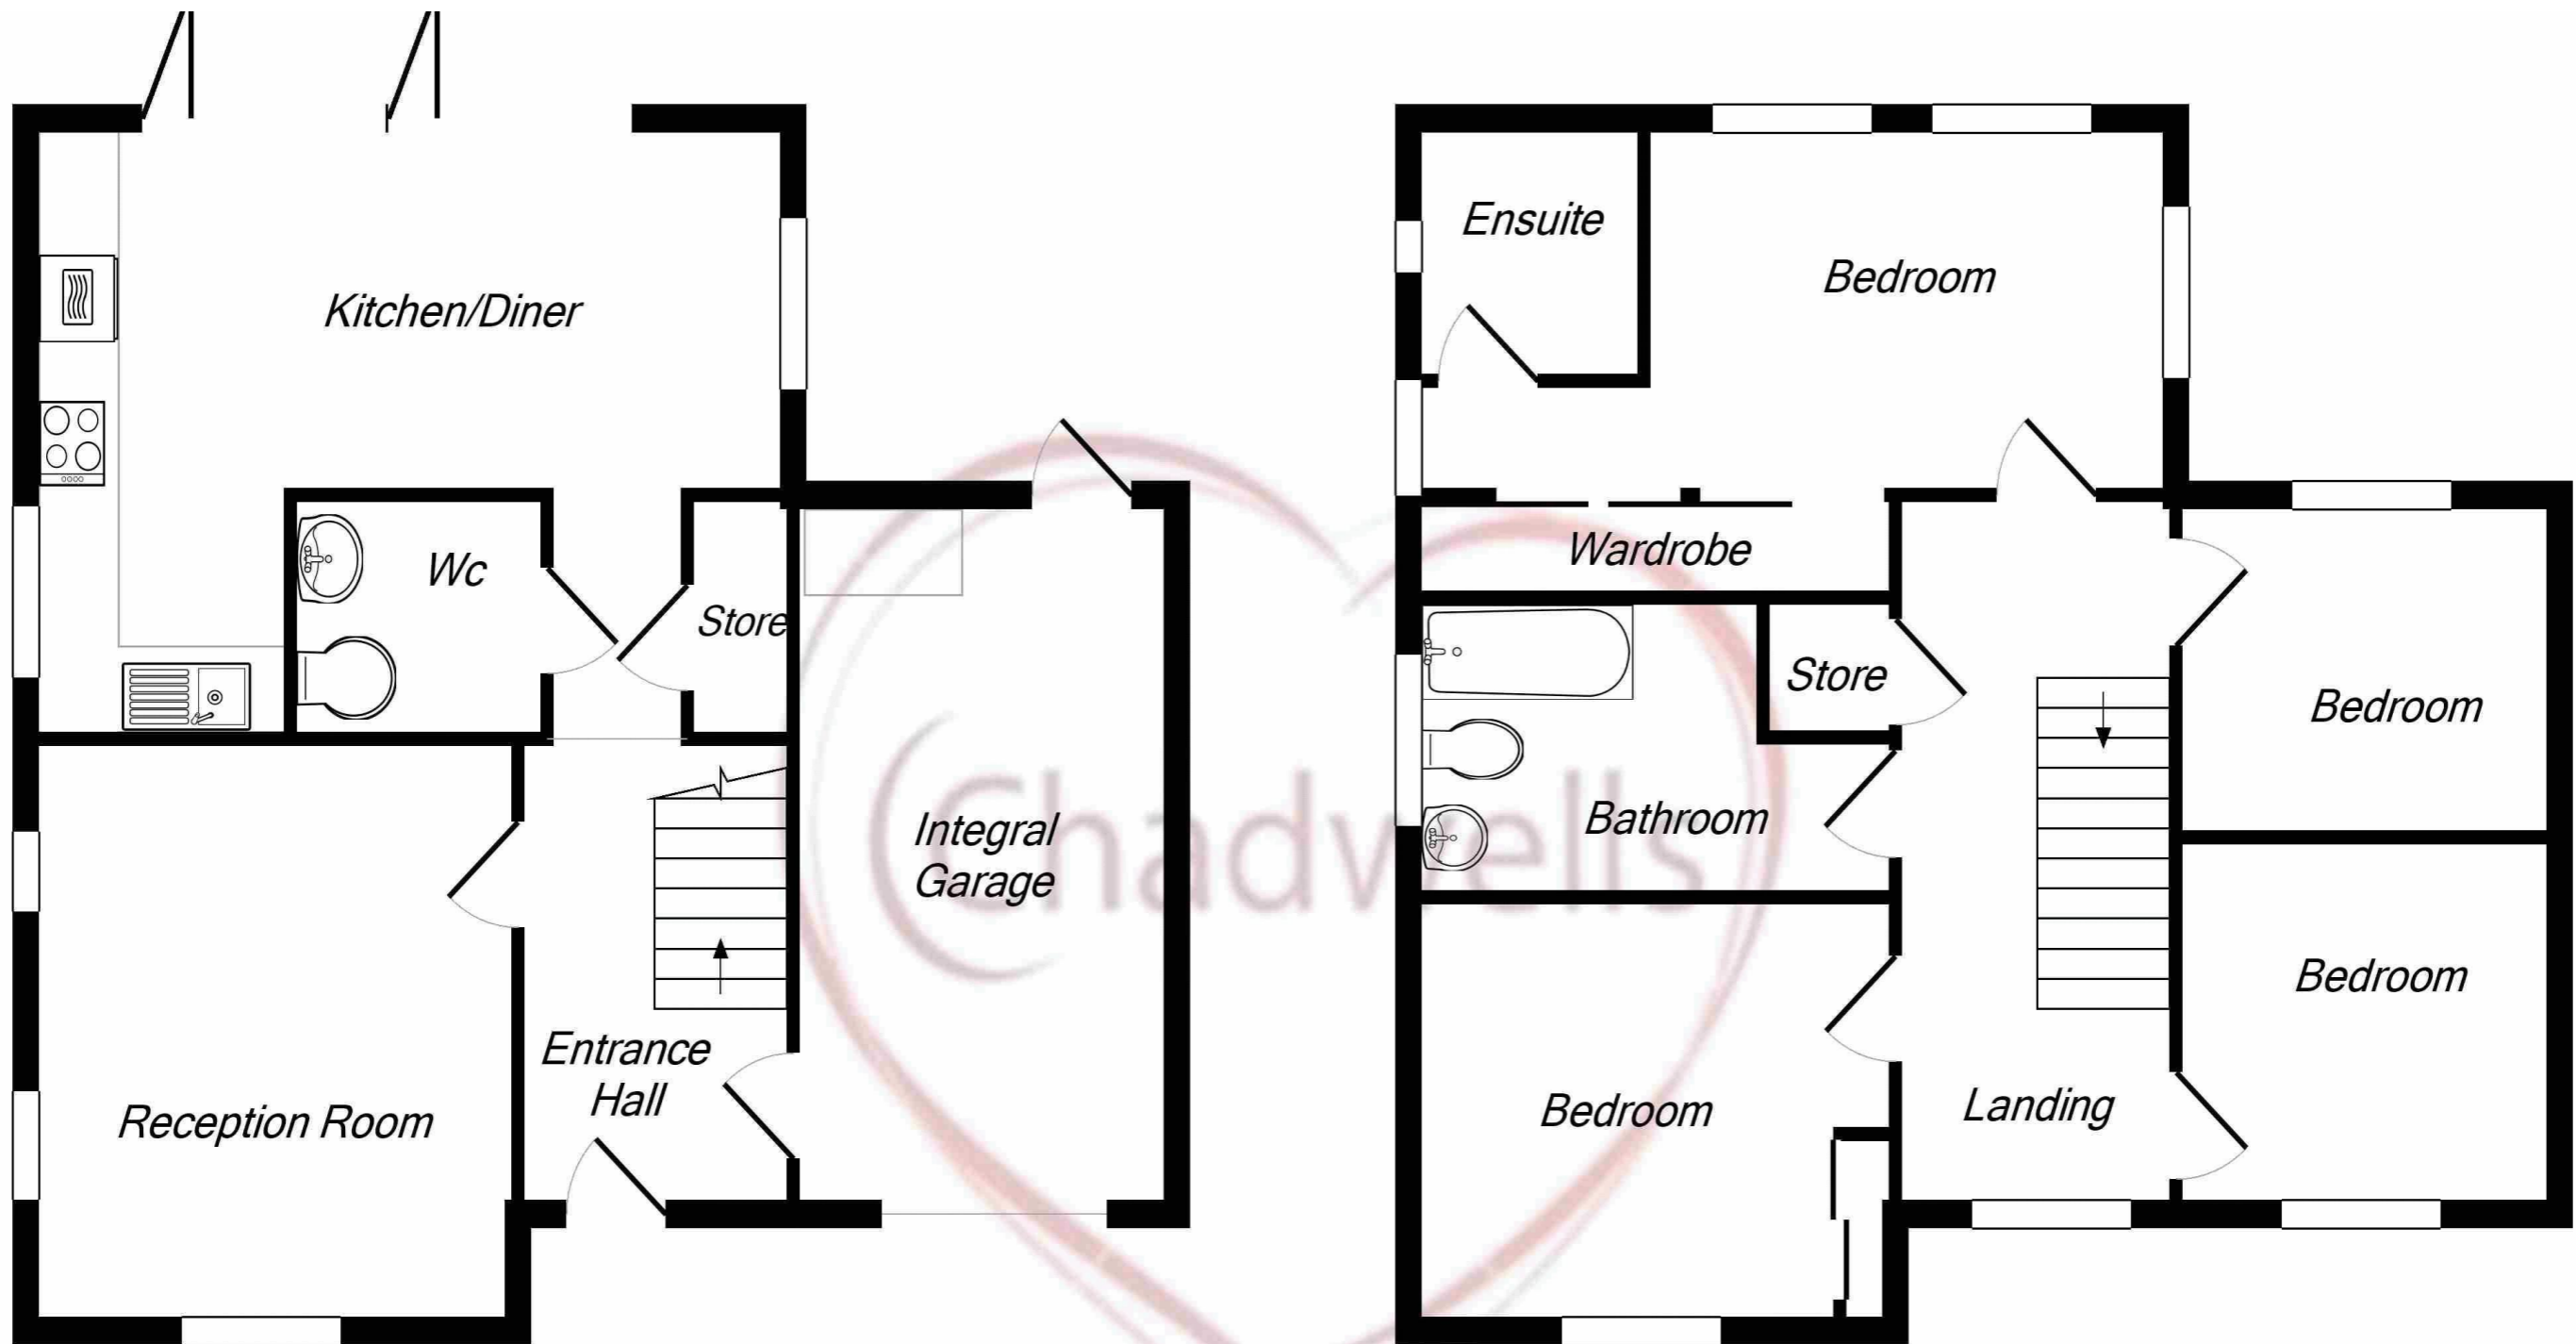 Kitchen/Diner
Wc
Store
Integral
Garage
Entrance
Hall
Reception Room
Ensuite
Bedroom
Wardrobe
Store
Bedroom
Bathroom
Bedroom
Bedroom
Landing
Chadwells